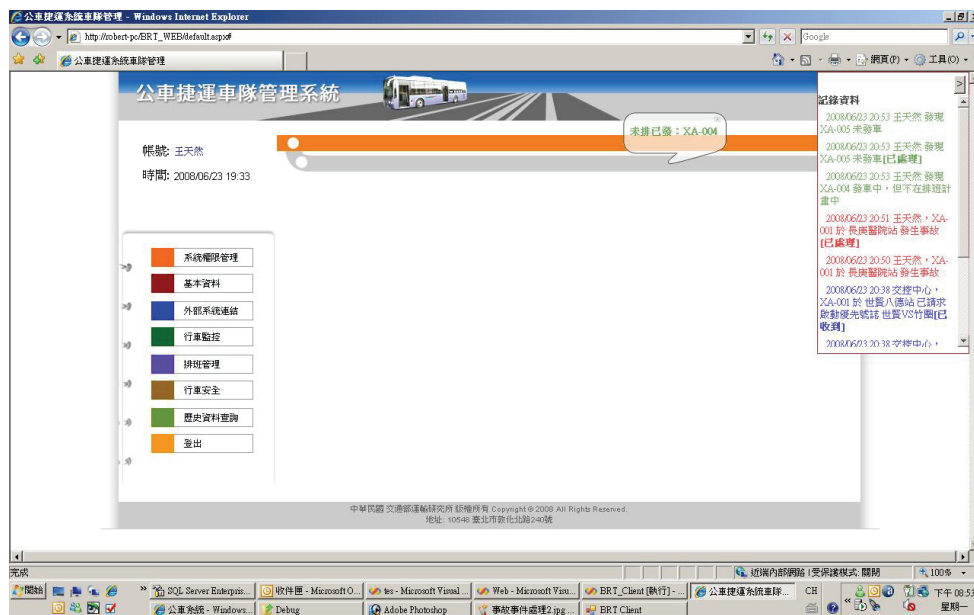 公車捷運系統車隊管理 - Windows Internet Explorer
http://robert-pc/BRT_WEB/default.aspx#
Google
公車捷運系統車隊管理
網頁(P)
工具(O)
公車捷運車隊管理系統
未排已發：XA-004
帳號: 王天然
時間: 2008/06/23 19:33
系統權限管理
基本資料
外部系統連結
行車監控
排班管理
行車安全
歷史資料查詢
登出
記錄資料
2008/06/23 20:53 王天然 發現
XA-005 未發車
2008/06/23 20:53 王天然 發現
XA-005 未發車[已處理]
2008/06/23 20:53 王天然 發現
XA-004 發車中，但不在排班計
畫中
2008/06/23 20:51 王天然，XA-
001 於 長庚醫院站 發生事故
[已處理]
2008/06/23 20:50 王天然，XA-
001 於 長庚醫院站 發生事故
2008/06/23 20:38 交控中心，
XA-001 於 世賢八德站 已請求
啟動優先號誌 世賢VS竹圍[已
收到]
2008/06/23 20:38 交控中心，
中華民國 交通部運輸研究所 版權所有 Copyright © 2008 All Rights Reserved.
地址: 10548 臺北市敦化北路240號
完成
近端內部網路 | 受保護模式: 關閉
100%
開始
SQL Server Enterpris...
收件匣 - Microsoft O...
tes - Microsoft Visual ...
Web - Microsoft Visu...
BRT_Client [執行] - ...
公車捷運系統車隊...
CH
下午 08:5
公車系統 - Windows...
Debug
Adobe Photoshop
事故事件處理2.jpg ...
BRT Client
星期